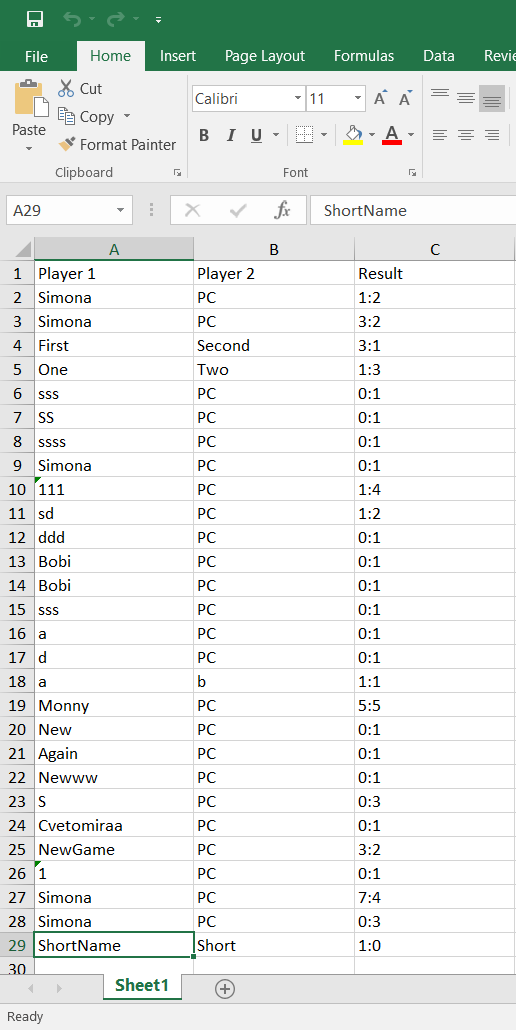 File Home Insert Page Layout Formulas Data Revie
Cut
Copy
Format Painter
Paste
Clipboard
Calibri 11
A A
B I U A
Font
A29 fx ShortName
A B C
1 Player 1 Player 2 Result
2 Simona PC 1:2
3 Simona PC 3:2
4 First Second 3:1
5 One Two 1:3
6 sss PC 0:1
7 SS PC 0:1
8 ssss PC 0:1
9 Simona PC 0:1
10 111 PC 1:4
11 sd PC 1:2
12 ddd PC 0:1
13 Bobi PC 0:1
14 Bobi PC 0:1
15 sss PC 0:1
16 a PC 0:1
17 d PC 0:1
18 a b 1:1
19 Monny PC 5:5
20 New PC 0:1
21 Again PC 0:1
22 Newww PC 0:1
23 S PC 0:3
24 Cvetomiraa PC 0:1
25 NewGame PC 3:2
26 1 PC 0:1
27 Simona PC 7:4
28 Simona PC 0:3
29 ShortName Short 1:0
30
Sheet1
Ready